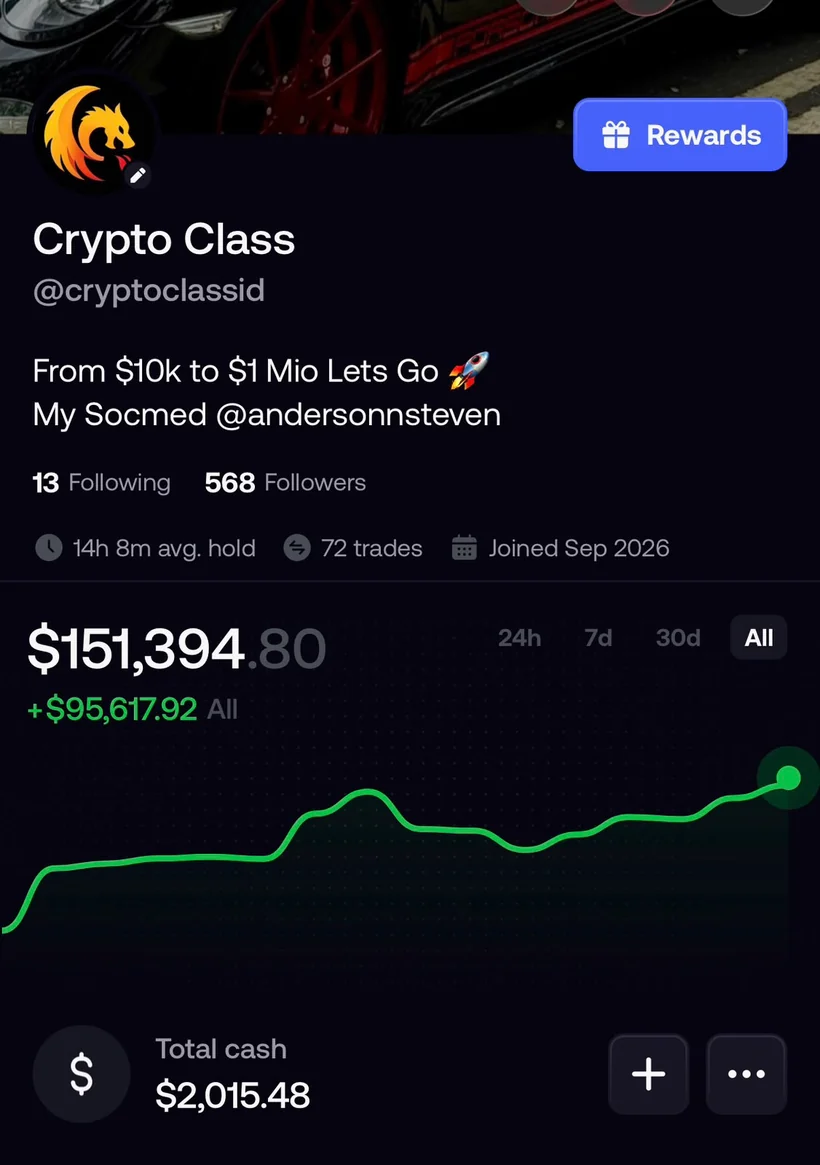 Rewards
Crypto Class
@cryptoclassid
From $10k to $1 Mio Lets Go 🚀
My Socmed @andersonnsteven
13 Following 568 Followers
14h 8m avg. hold 72 trades Joined Sep 2026
$151,394.80 24h 7d 30d All
+$95,617.92 All
$ Total cash
$2,015.48